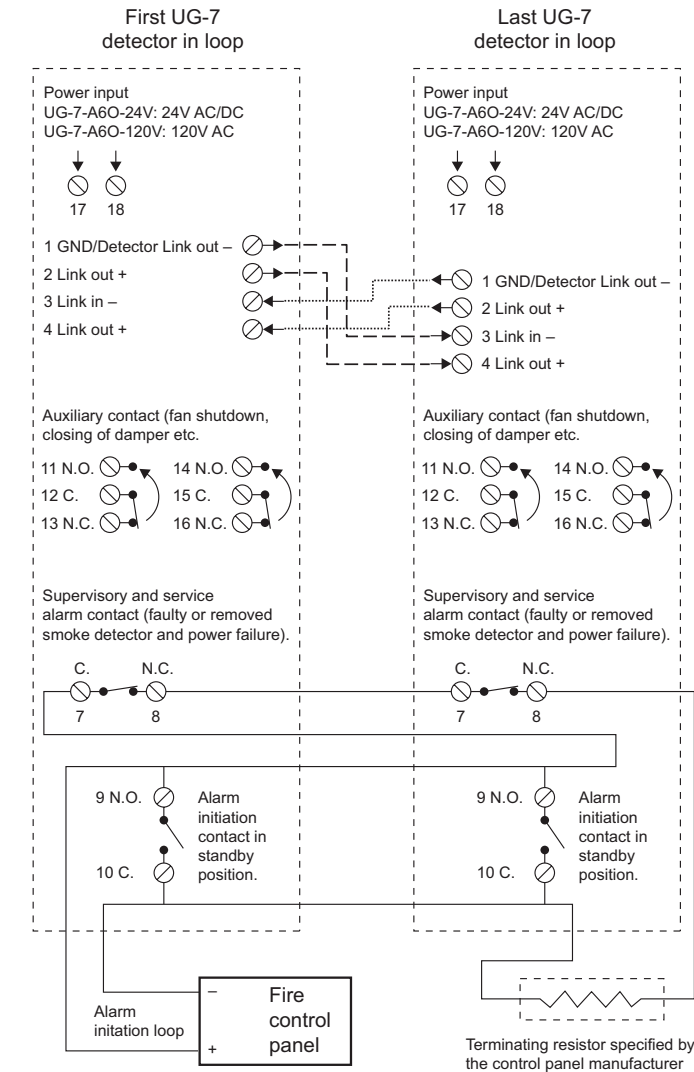 First UG-7
detector in loop
Last UG-7
detector in loop
Power input
UG-7-A6O-24V: 24V AC/DC
UG-7-A6O-120V: 120V AC
17 18
1 GND/Detector Link out –
2 Link out +
3 Link in –
4 Link out +
Auxiliary contact (fan shutdown,
closing of damper etc.
11 N.O. 14 N.O.
12 C. 15 C.
13 N.C. 16 N.C.
Supervisory and service
alarm contact (faulty or removed
smoke detector and power failure).
C. N.C.
7 8
9 N.O.
Alarm
initiation
contact in
standby
position.
10 C.
Power input
UG-7-A6O-24V: 24V AC/DC
UG-7-A6O-120V: 120V AC
17 18
1 GND/Detector Link out –
2 Link out +
3 Link in –
4 Link out +
Auxiliary contact (fan shutdown,
closing of damper etc.
11 N.O. 14 N.O.
12 C. 15 C.
13 N.C. 16 N.C.
Supervisory and service
alarm contact (faulty or removed
smoke detector and power failure).
C. N.C.
7 8
9 N.O.
Alarm
initiation
contact in
standby
position.
10 C.
Alarm
initation loop
–
+
Fire
control
panel
Terminating resistor specified by
the control panel manufacturer